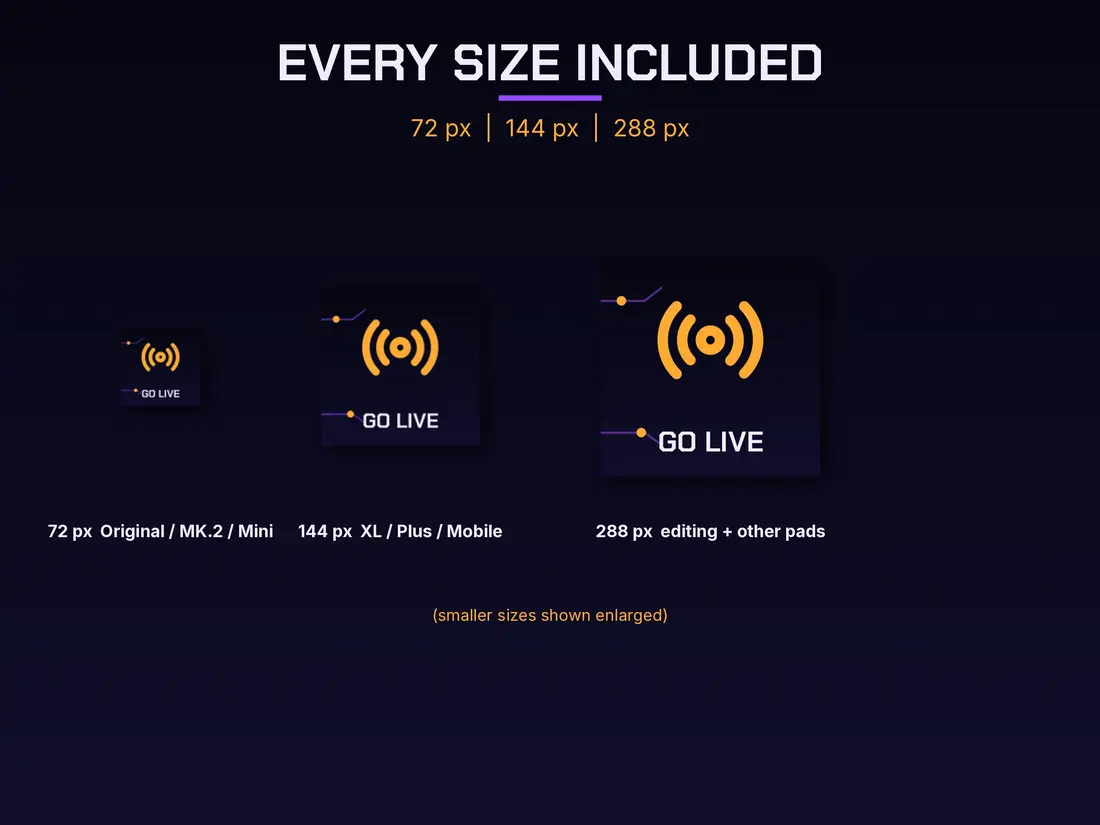 EVERY SIZE INCLUDED
72 px | 144 px | 288 px
GO LIVE
GO LIVE
GO LIVE
72 px Original / MK.2 / Mini
144 px XL / Plus / Mobile
288 px editing + other pads
(smaller sizes shown enlarged)